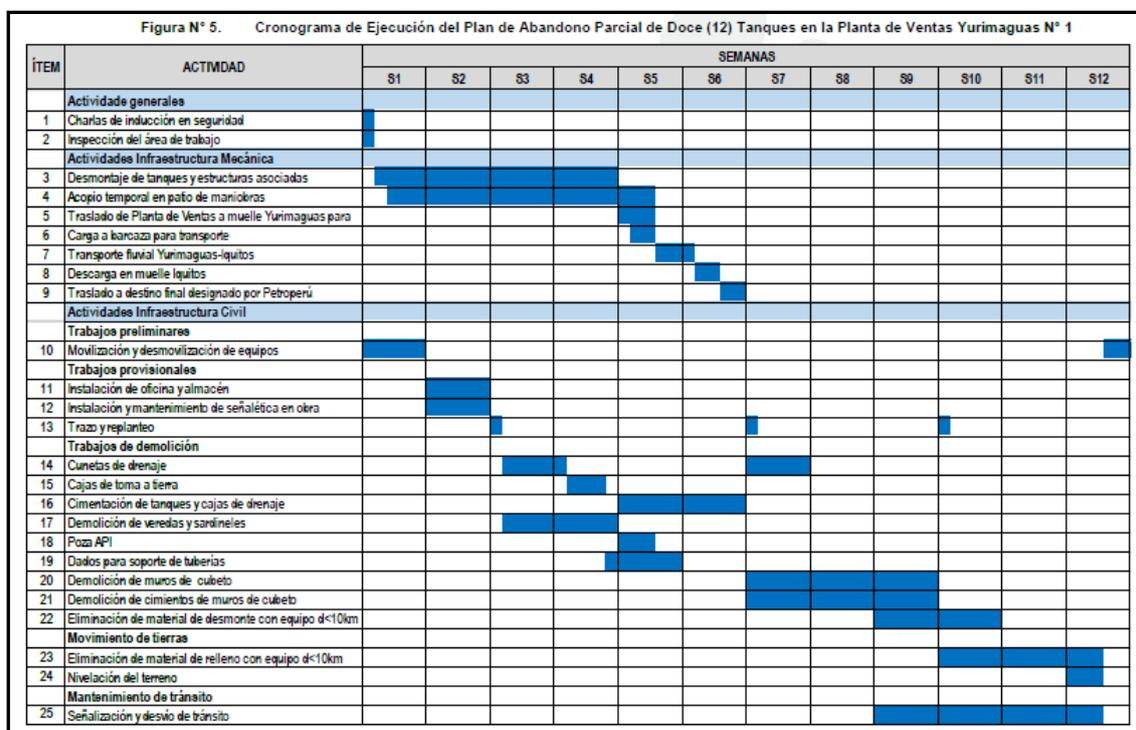 Figura N° 5. Cronograma de Ejecución del Plan de Abandono Parcial de Doce (12) Tanques en la Planta de Ventas Yurimaguas N° 1
ÍTEM ACTIVIDAD SEMANAS
S1 S2 S3 S4 S5 S6 S7 S8 S9 S10 S11 S12
Actividade generales
1 Charlas de inducción en seguridad
2 Inspección del área de trabajo
Actividades Infraestructura Mecánica
3 Desmontaje de tanques y estructuras asociadas
4 Acopio temporal en patio de maniobras
5 Traslado de Planta de Ventas a muelle Yurimaguas para
6 Carga a barcaza para transporte
7 Transporte fluvial Yurimaguas-Iquitos
8 Descarga en muelle Iquitos
9 Traslado a destino final designado por Petroperú
Actividades Infraestructura Civil
Trabajos preliminares
10 Movilización y desmovilización de equipos
Trabajos provisionales
11 Instalación de oficina y almacén
12 Instalación y mantenimiento de señalética en obra
13 Trazo y replanteo
Trabajos de demolición
14 Cunetas de drenaje
15 Cajas de toma a tierra
16 Cimentación de tanques y cajas de drenaje
17 Demolición de veredas y sardineles
18 Poza API
19 Dados para soporte de tuberías
20 Demolición de muros de cubeto
21 Demolición de cimientos de muros de cubeto
22 Eliminación de material de desmonte con equipo d<10km
Movimiento de tierras
23 Eliminación de material de relleno con equipo d<10km
24 Nivelación del terreno
Mantenimiento de tránsito
25 Señalización y desvío de tránsito